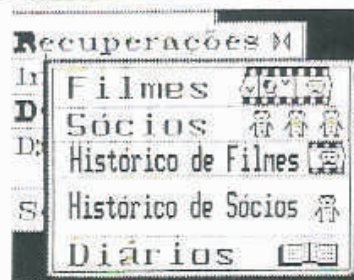 Recuperações
Filmes
Sócios
Histórico de Filmes
Histórico de Sócios
Diários